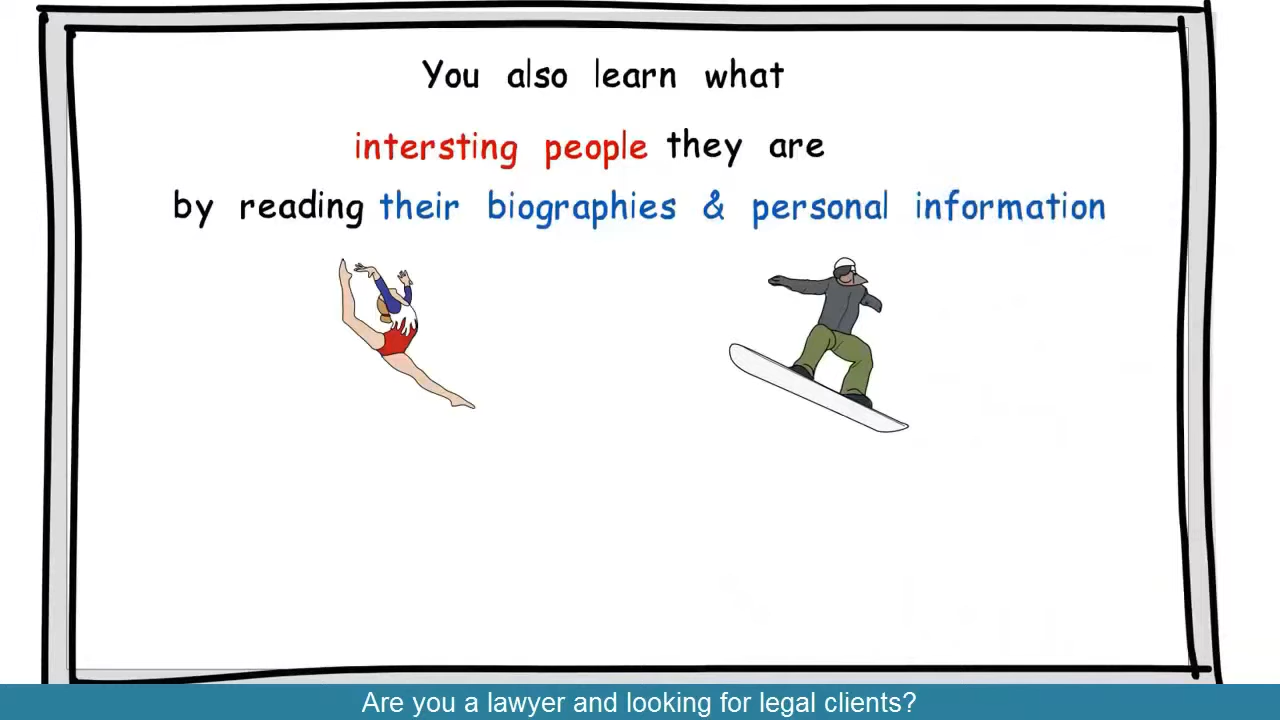 You also learn what
intersting people they are
by reading their biographies & personal information
Are you a lawyer and looking for legal clients?